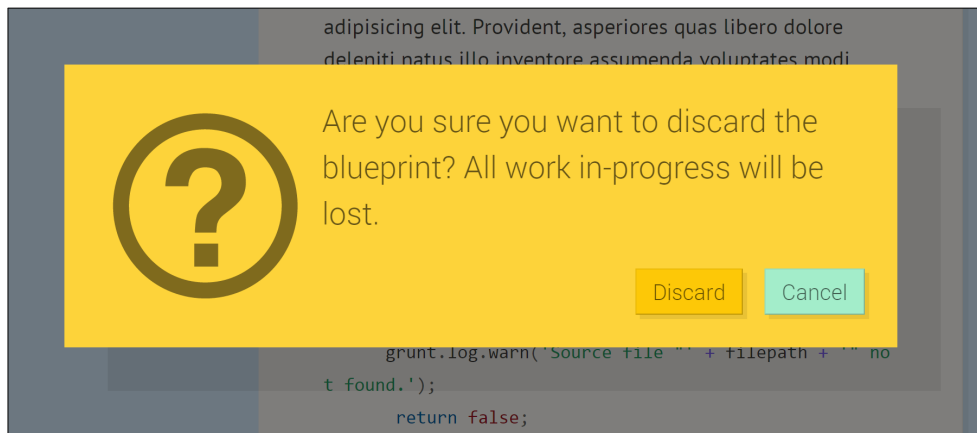 adipisicing elit. Provident, asperiores quas libero dolore
deleniti natus illo inventore assumenda voluptates modi
Are you sure you want to discard the
blueprint? All work in-progress will be
lost.
Discard Cancel
grunt.log.warn('Source file "' + filepath + '" no
t found.');
return false;